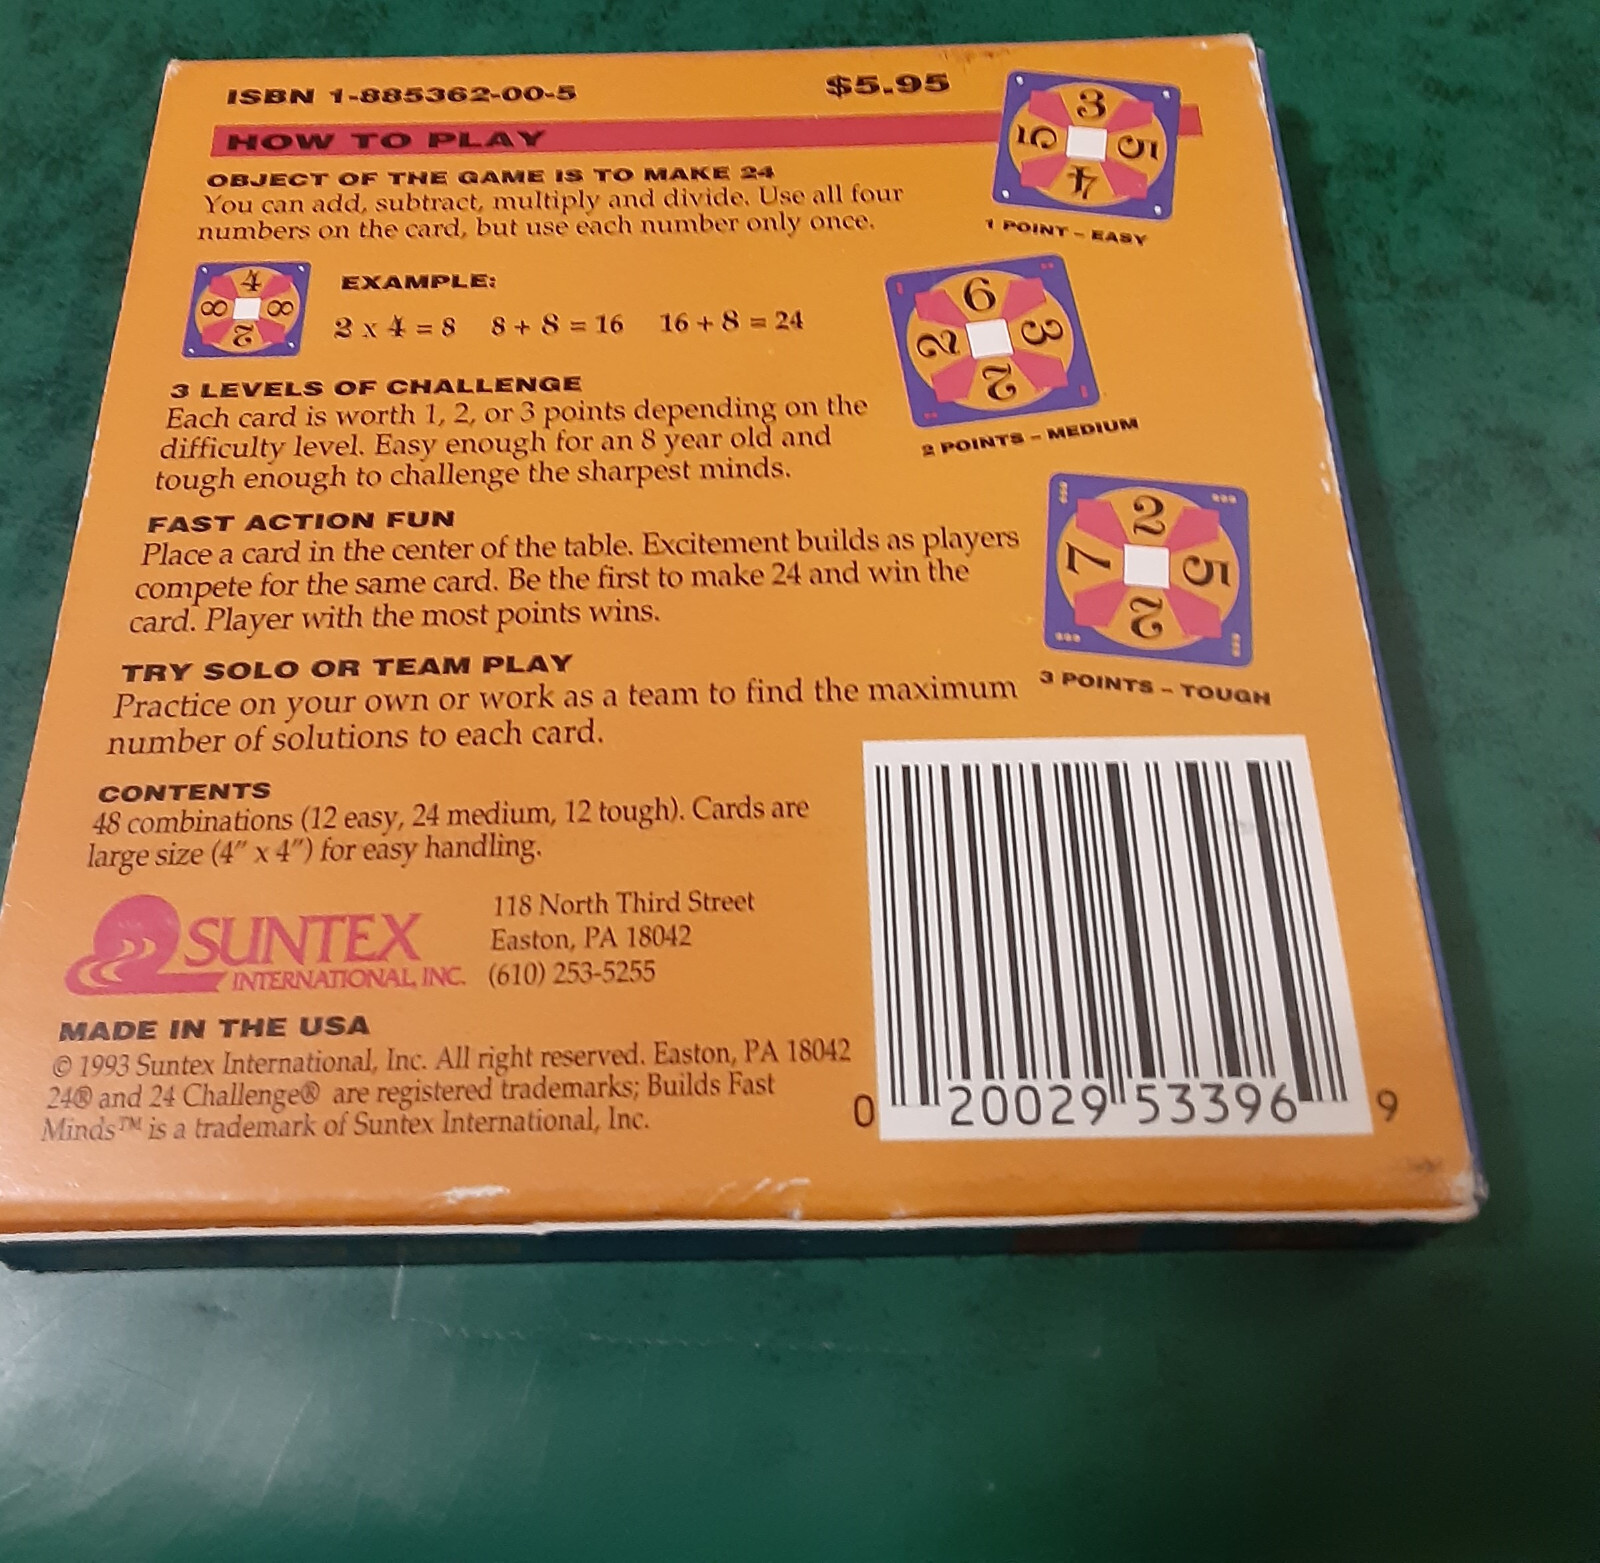 ISBN 1-885362-00-5
$5.95
HOW TO PLAY
OBJECT OF THE GAME IS TO MAKE 24
You can add, subtract, multiply and divide. Use all four
numbers on the card, but use each number only once.
3
5 5
4
1 POINT – EASY
4
8 8
2
EXAMPLE:
2 x 4 = 8 8 + 8 = 16 16 + 8 = 24
6
2 3
2
2 POINTS – MEDIUM
3 LEVELS OF CHALLENGE
Each card is worth 1, 2, or 3 points depending on the
difficulty level. Easy enough for an 8 year old and
tough enough to challenge the sharpest minds.
FAST ACTION FUN
Place a card in the center of the table. Excitement builds as players
compete for the same card. Be the first to make 24 and win the
card. Player with the most points wins.
2
7 5
2
3 POINTS – TOUGH
TRY SOLO OR TEAM PLAY
Practice on your own or work as a team to find the maximum
number of solutions to each card.
CONTENTS
48 combinations (12 easy, 24 medium, 12 tough). Cards are
large size (4" x 4") for easy handling.
SUNTEX
INTERNATIONAL, INC.
118 North Third Street
Easton, PA 18042
(610) 253-5255
MADE IN THE USA
© 1993 Suntex International, Inc. All right reserved. Easton, PA 18042
24® and 24 Challenge® are registered trademarks; Builds Fast
Minds™ is a trademark of Suntex International, Inc.
0 20029 53396 9